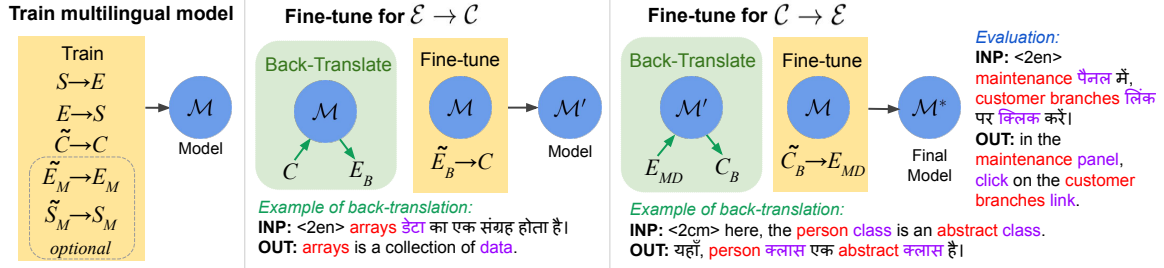 Train multilingual model
Train
S→E
E→S
C̃→C
Ẽ_M→E_M
S̃_M→S_M
optional
M
Model
Fine-tune for ℰ → 𝒞
Back-Translate
M
C
E_B
Fine-tune
M
Ẽ_B→C
M′
Model
Example of back-translation:
INP: <2en> arrays डेटा का एक संग्रह होता है।
OUT: arrays is a collection of data.
Fine-tune for 𝒞 → ℰ
Back-Translate
M′
E_MD
C_B
Fine-tune
M
C̃_B→E_MD
M*
Final
Model
Example of back-translation:
INP: <2cm> here, the person class is an abstract class.
OUT: यहाँ, person क्लास एक abstract क्लास है।
Evaluation:
INP: <2en>
maintenance पैनल में,
customer branches लिंक
पर क्लिक करें।
OUT: in the
maintenance panel,
click on the customer
branches link.